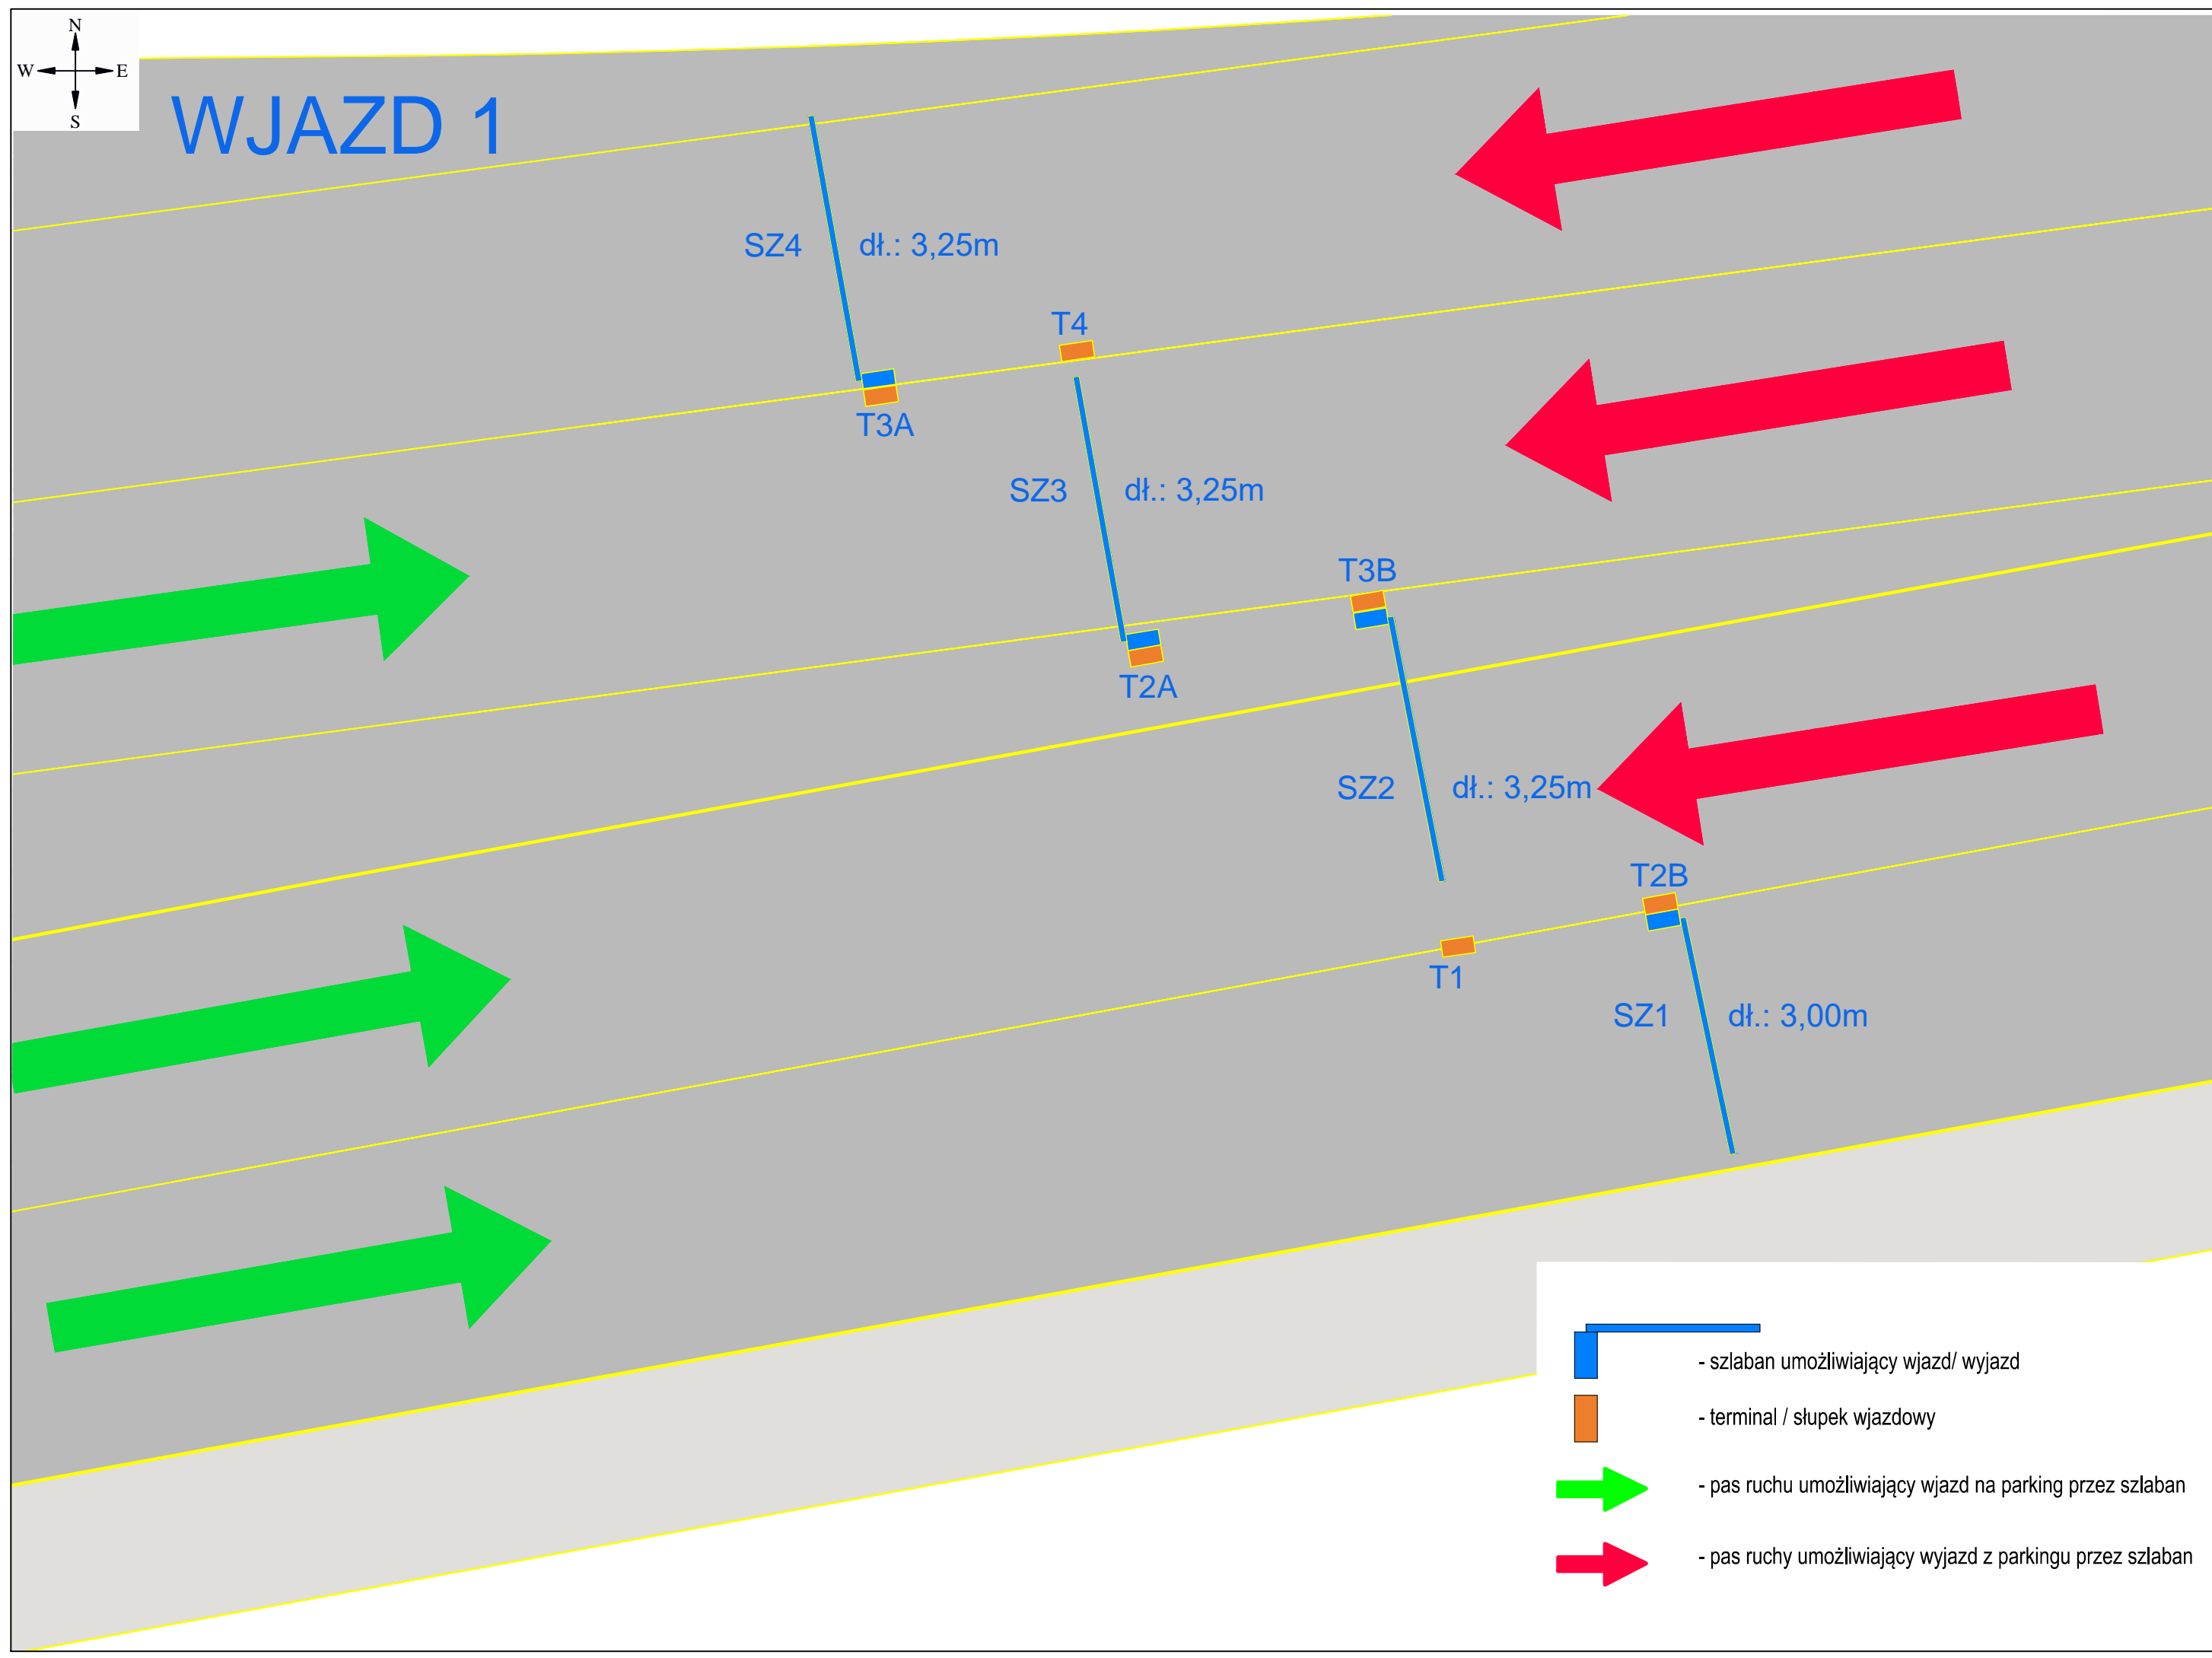 N
W E
S
WJAZD 1
SZ4 dł.: 3,25m
T4
T3A
SZ3 dł.: 3,25m
T3B
T2A
SZ2 dł.: 3,25m
T2B
T1
SZ1 dł.: 3,00m
- szlaban umożliwiający wjazd/ wyjazd
- terminal / słupek wjazdowy
- pas ruchu umożliwiający wjazd na parking przez szlaban
- pas ruchy umożliwiający wyjazd z parkingu przez szlaban